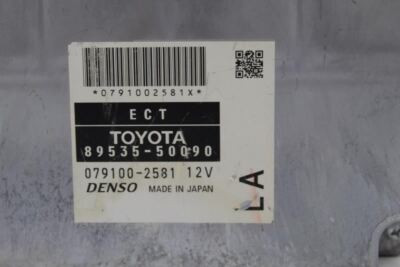 *0791002581X*
ECT
TOYOTA
89535-50090
079100-2581 12V
DENSO MADE IN JAPAN
LA